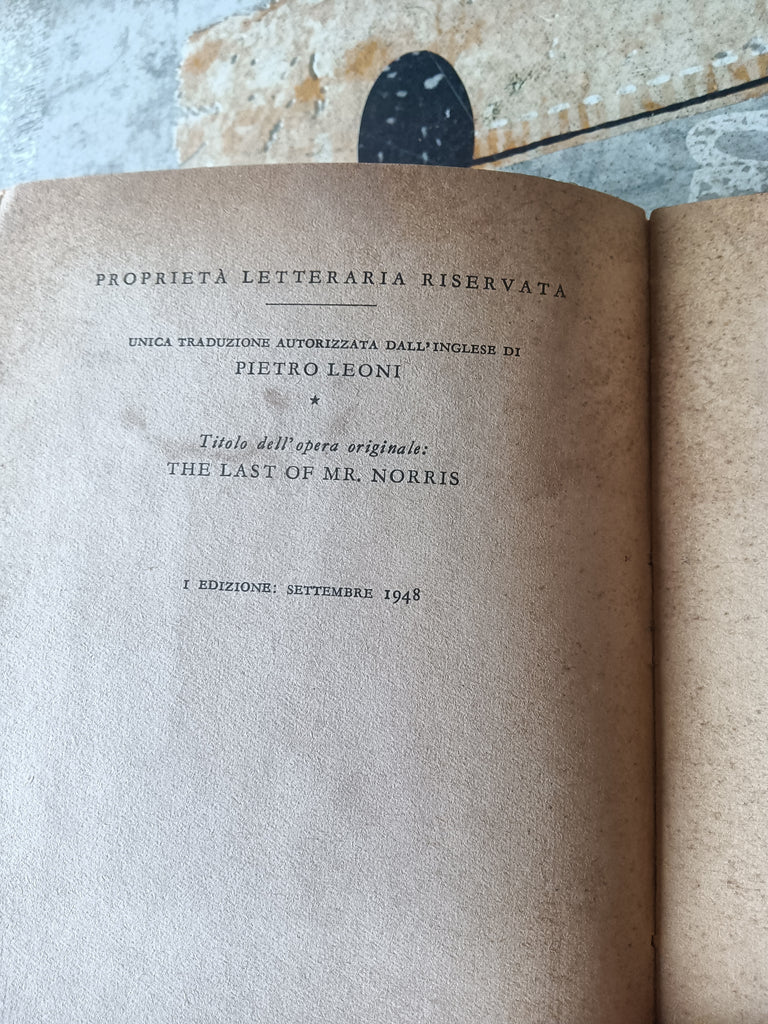 PROPRIETÀ LETTERARIA RISERVATA
UNICA TRADUZIONE AUTORIZZATA DALL'INGLESE DI
PIETRO LEONI
★
Titolo dell'opera originale:
THE LAST OF MR. NORRIS
I EDIZIONE: SETTEMBRE 1948